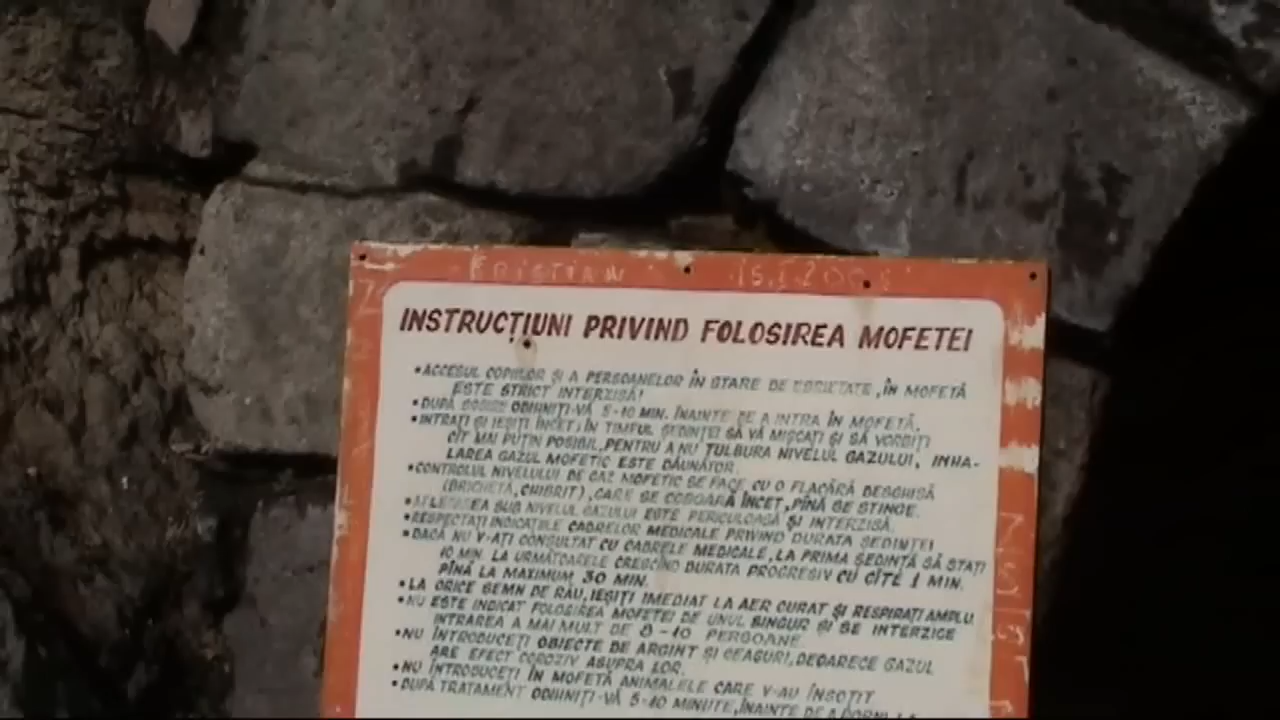 KRISTIAN 15.I.200
INSTRUCȚIUNI PRIVIND FOLOSIREA MOFETEI
•ACCESUL COPIILOR ȘI A PERSOANELOR ÎN STARE DE EBRIETATE, ÎN MOFETĂ
ESTE STRICT INTERZISĂ!
•DUPĂ SOSIRE ODIHNIȚI-VĂ 5-10 MIN. ÎNAINTE DE A INTRA ÎN MOFETĂ,
•INTRAȚI ȘI IEȘIȚI ÎNCET, ÎN TIMPUL ȘEDINȚEI SĂ VĂ MIȘCAȚI ȘI SĂ VORBIȚI
CÎT MAI PUȚIN POSIBIL, PENTRU A NU TULBURA NIVELUL GAZULUI, INHA-
LAREA GAZUL MOFETIC ESTE DĂUNĂTOR.
•CONTROLUL NIVELULUI DE GAZ MOFETIC SE FACE CU O FLACĂRĂ DESCHISĂ
(BRICHETĂ, CHIBRIT), CARE SE COBOARĂ ÎNCET, PÎNĂ SE STINGE.
•APLECAREA SUB NIVELUL GAZULUI ESTE PERICULOASĂ ȘI INTERZISĂ.
•RESPECTAȚI INDICAȚIILE CADRELOR MEDICALE PRIVIND DURATA ȘEDINȚEI
•DACĂ NU V-AȚI CONSULTAT CU CADRELE MEDICALE, LA PRIMA ȘEDINȚĂ SĂ STAȚI
10 MIN. LA URMĂTOARELE CRESCÎND DURATA PROGRESIV CU CÎTE 1 MIN.
PÎNĂ LA MAXIMUM 30 MIN.
•LA ORICE SEMN DE RĂU, IEȘIȚI IMEDIAT LA AER CURAT ȘI RESPIRAȚI AMPLU
•NU ESTE INDICAT FOLOSIREA MOFETEI DE UNUL SINGUR ȘI SE INTERZICE
INTRAREA A MAI MULT DE 8-10 PERSOANE
•NU INTRODUCEȚI OBIECTE DE ARGINT ȘI CEASURI, DEOARECE GAZUL
ARE EFECT COROZIV ASUPRA LOR.
•NU INTRODUCEȚI ÎN MOFETĂ ANIMALELE CARE V-AU ÎNSOȚIT
•DUPĂ TRATAMENT ODIHNIȚI-VĂ 5-10 MINUTE, ÎNAINTE DE A PORNI LA